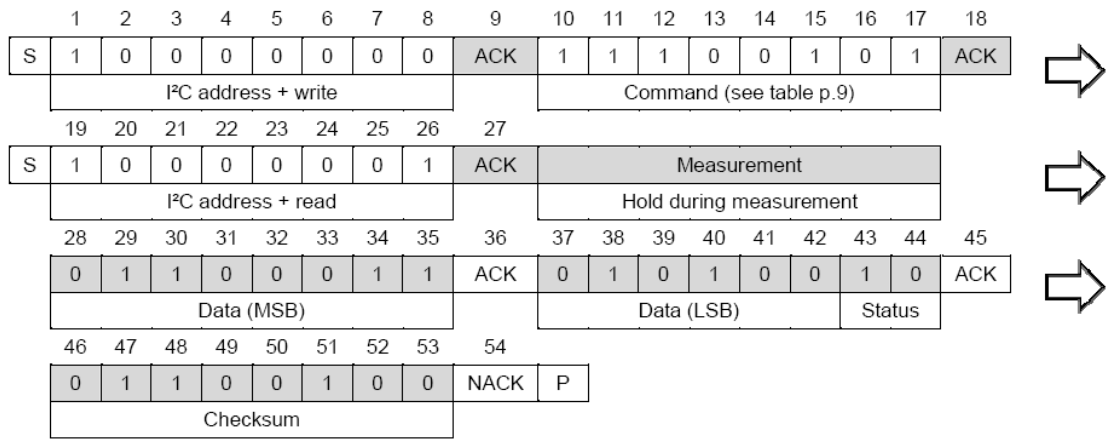 1 2 3 4 5 6 7 8 9 10 11 12 13 14 15 16 17 18
S 1 0 0 0 0 0 0 0 ACK 1 1 1 0 0 1 0 1 ACK
I²C address + write Command (see table p.9)
19 20 21 22 23 24 25 26 27
S 1 0 0 0 0 0 0 1 ACK Measurement
I²C address + read Hold during measurement
28 29 30 31 32 33 34 35 36 37 38 39 40 41 42 43 44 45
0 1 1 0 0 0 1 1 ACK 0 1 0 1 0 0 1 0 ACK
Data (MSB) Data (LSB) Status
46 47 48 49 50 51 52 53 54
0 1 1 0 0 1 0 0 NACK P
Checksum